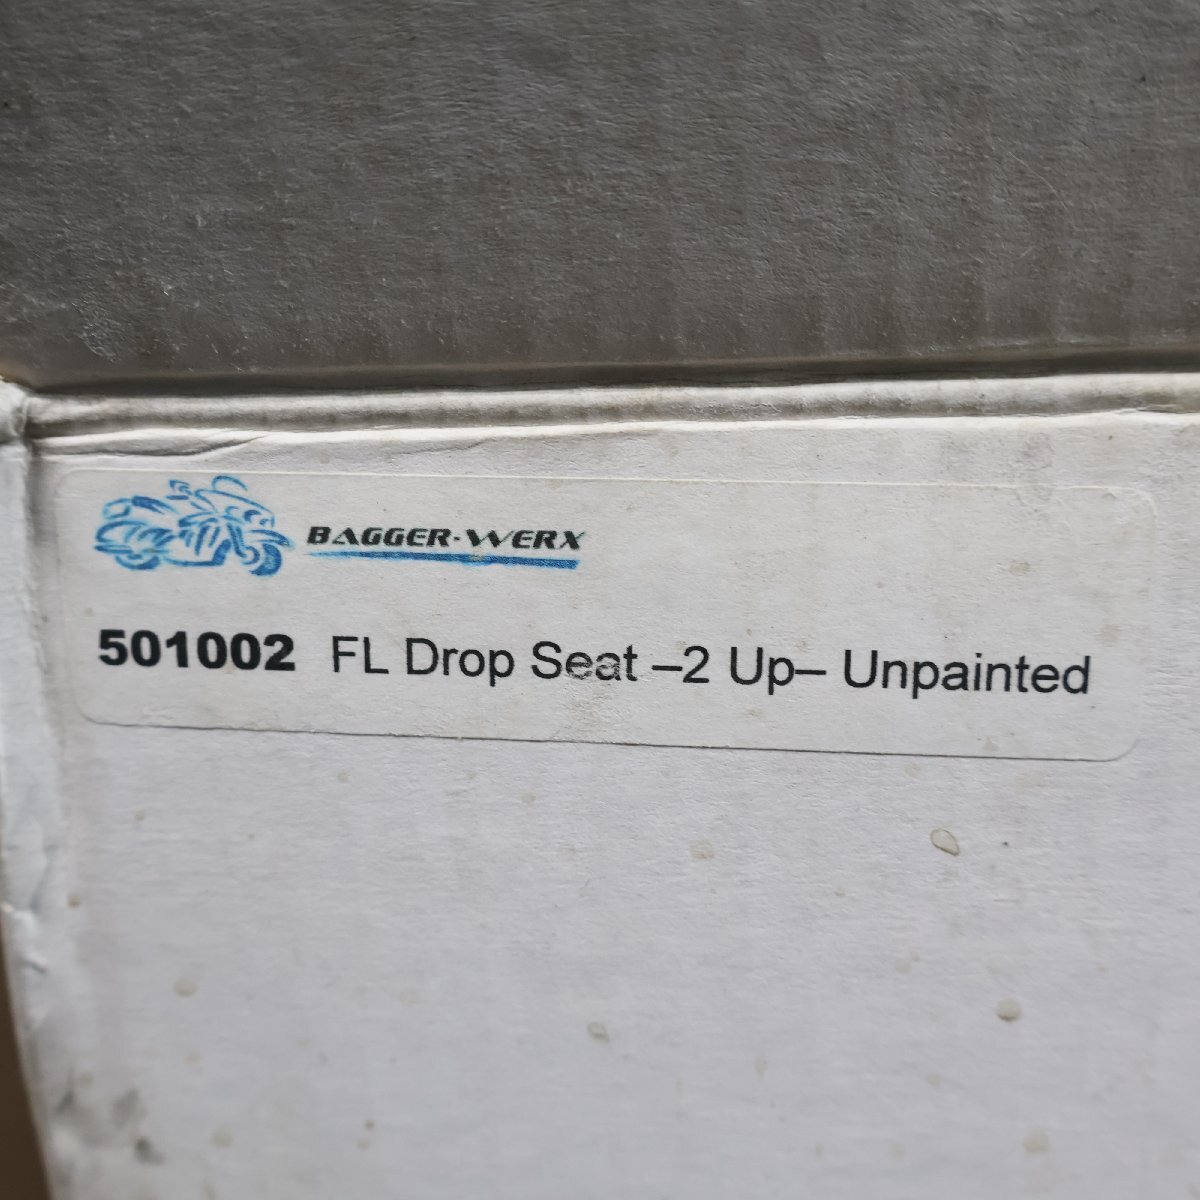 BAGGER-WERX
501002 FL Drop Seat –2 Up– Unpainted